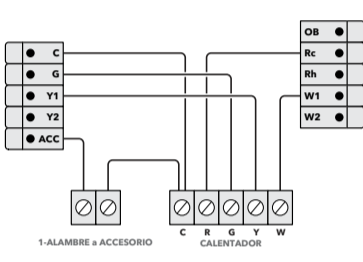 C
G
Y1
Y2
ACC
OB
Rc
Rh
W1
W2
C R G Y W
1-ALAMBRE a ACCESORIO
CALENTADOR